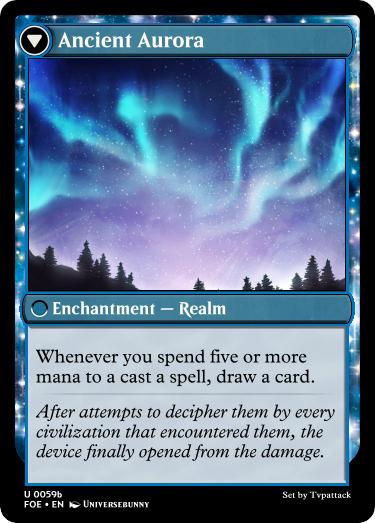 Ancient Aurora
Enchantment — Realm
Whenever you spend five or more
mana to a cast a spell, draw a card.
After attempts to decipher them by every
civilization that encountered them, the
device finally opened from the damage.
U 0059b
FOE • EN Universebunny
Set by Tvpattack